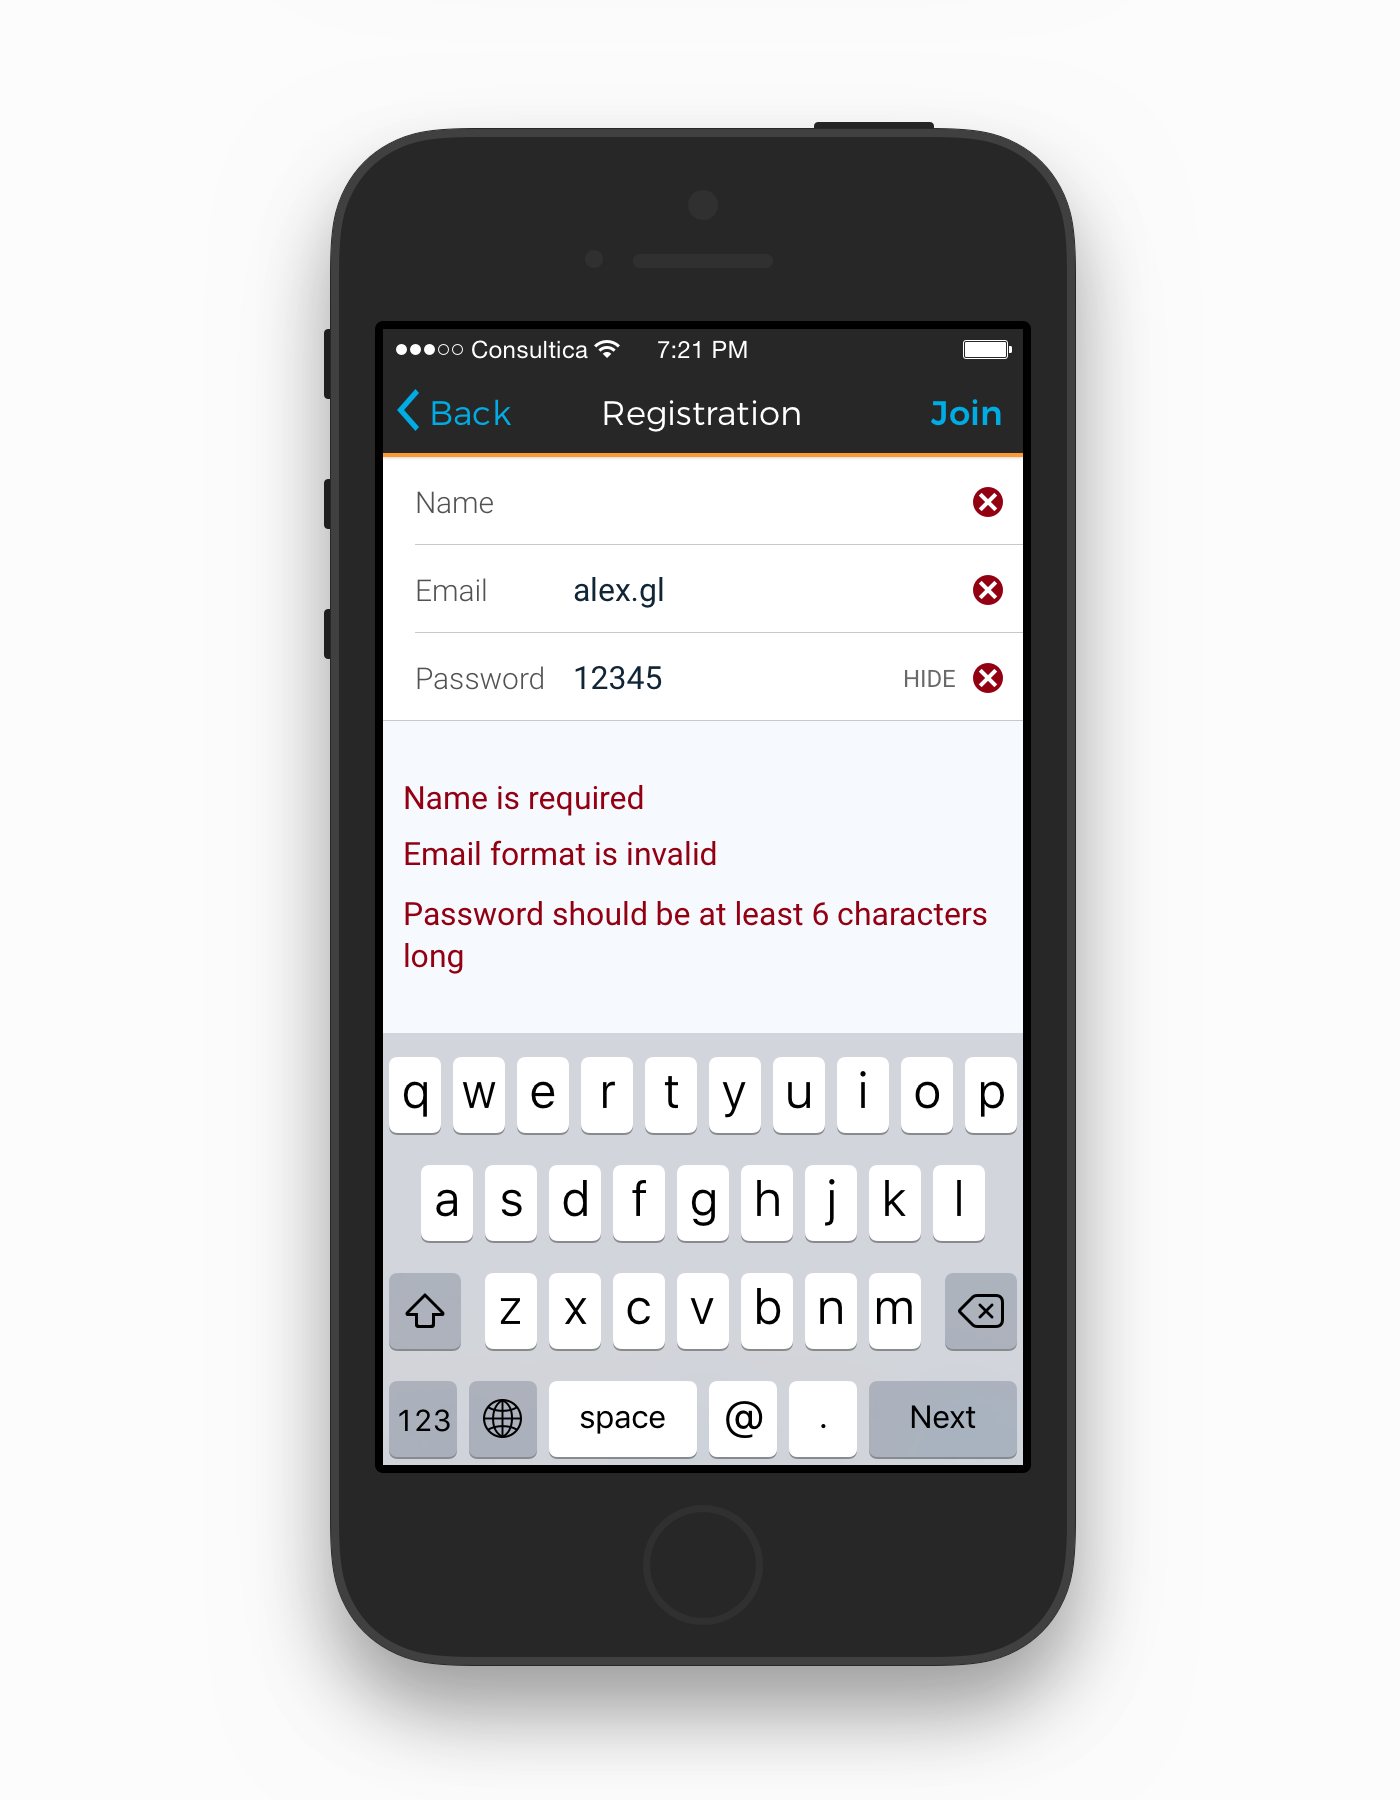 Consultica 7:21 PM
Back Registration Join
Name
Email alex.gl
Password 12345 HIDE
Name is required
Email format is invalid
Password should be at least 6 characters
long
q w e r t y u i o p
a s d f g h j k l
z x c v b n m
123 space @ . Next